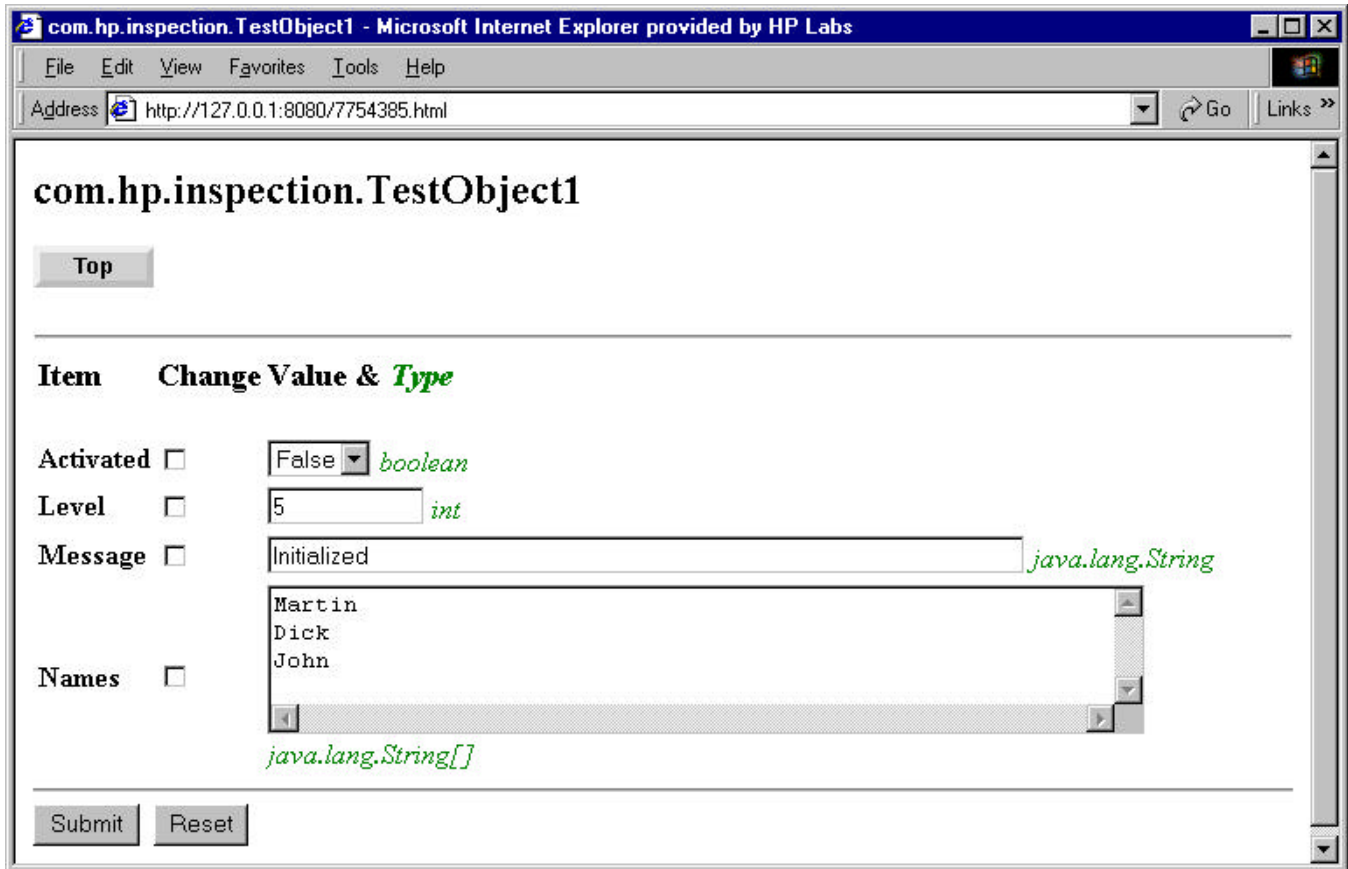 com.hp.inspection.TestObject1 - Microsoft Internet Explorer provided by HP Labs
File Edit View Favorites Tools Help
Address http://127.0.0.1:8080/7754385.html Go Links »
com.hp.inspection.TestObject1
Top
Item Change Value & Type
Activated False boolean
Level 5 int
Message Initialized java.lang.String
Martin
Dick
John
Names
java.lang.String[]
Submit Reset